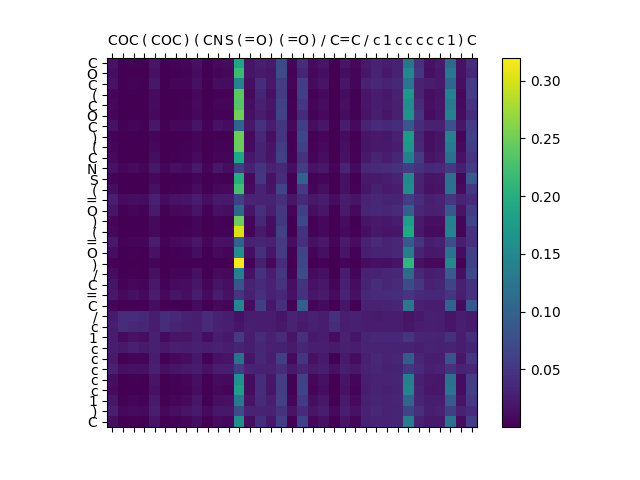 COC(COC)(CNS(=O)(=O)/C=C/c1ccccc1)C
C
O
C
(
C
O
C
)
(
C
N
S
(
=
O
)
(
=
O
)
/
C
=
C
/
c
1
c
c
c
c
c
1
)
C
0.30
0.25
0.20
0.15
0.10
0.05